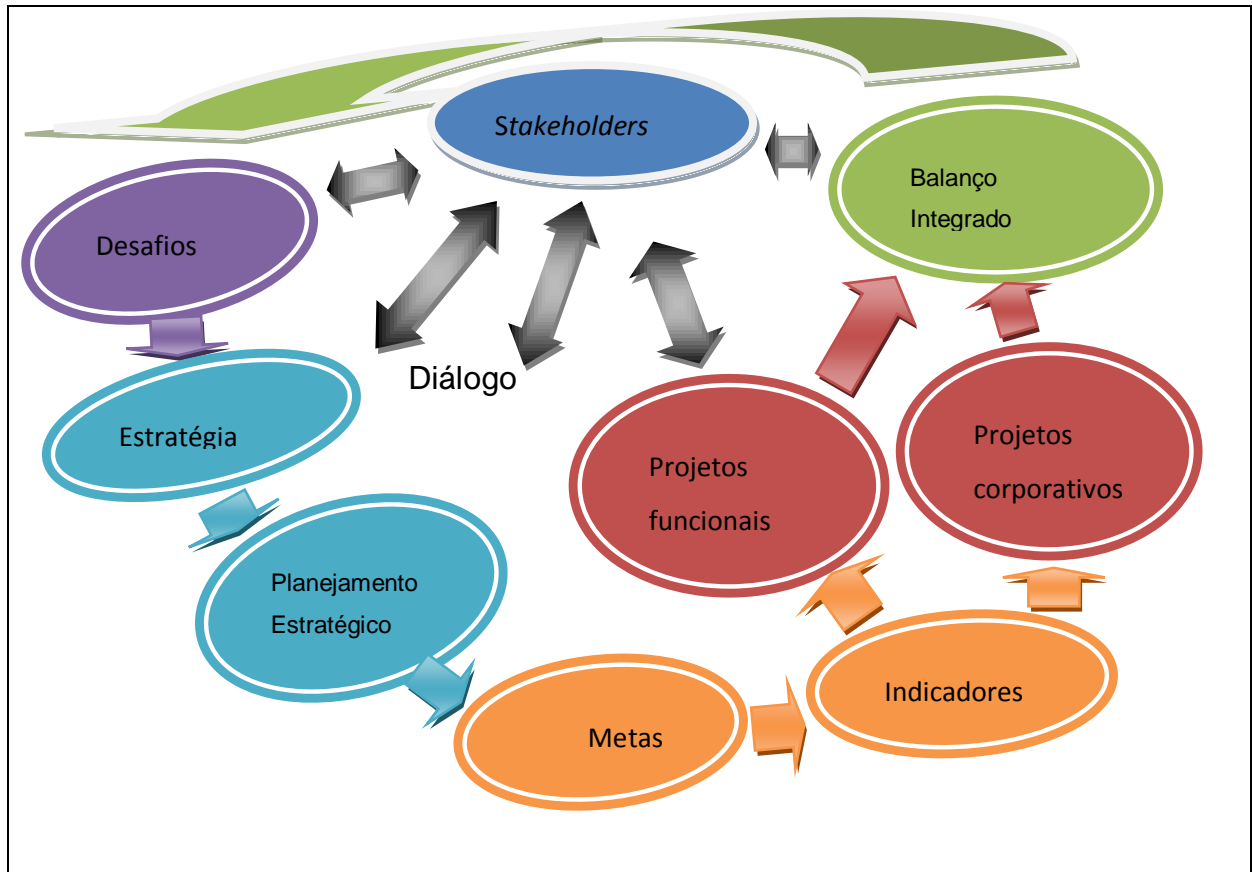 Stakeholders
Balanço
Integrado
Desafios
Diálogo
Estratégia
Projetos
corporativos
Projetos
funcionais
Planejamento
Estratégico
Indicadores
Metas